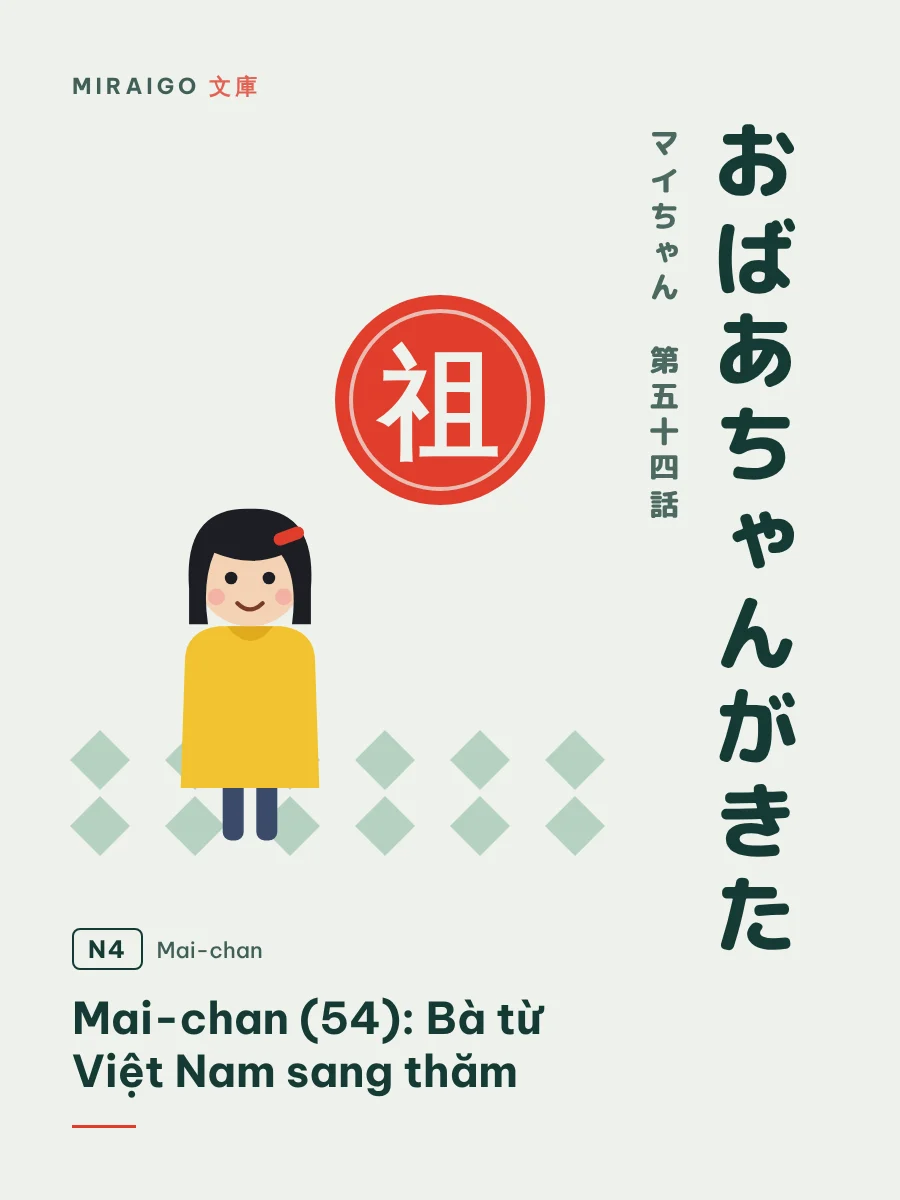 MIRAIGO 文庫
おばあちゃんがきた
マイちゃん 第五十四話
祖
N4 Mai-chan
Mai-chan (54): Bà từ
Việt Nam sang thăm